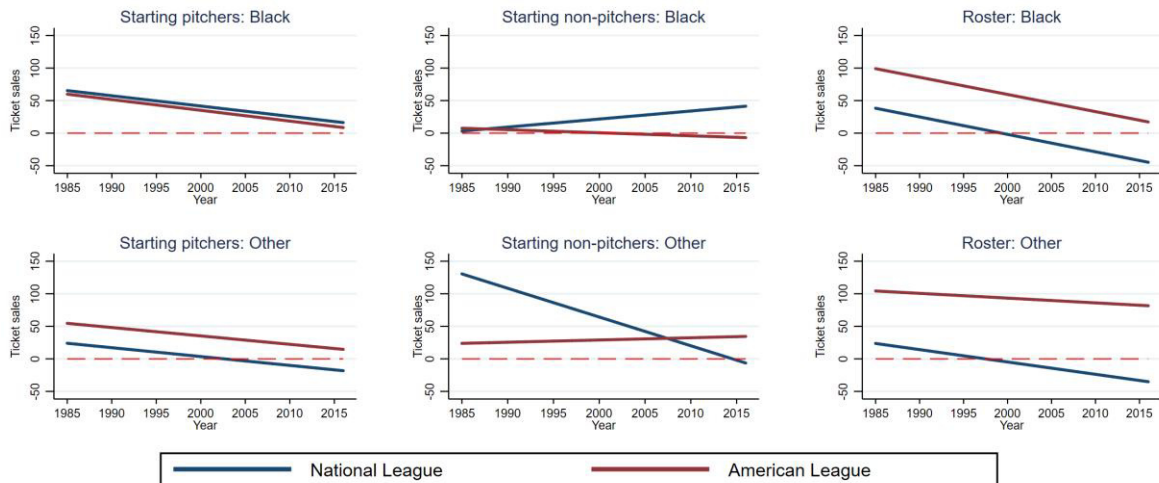 Starting pitchers: Black
Ticket sales
150
100
50
0
-50
1985 1990 1995 2000 2005 2010 2015
Year
Starting non-pitchers: Black
Ticket sales
150
100
50
0
-50
1985 1990 1995 2000 2005 2010 2015
Year
Roster: Black
Ticket sales
150
100
50
0
-50
1985 1990 1995 2000 2005 2010 2015
Year
Starting pitchers: Other
Ticket sales
150
100
50
0
-50
1985 1990 1995 2000 2005 2010 2015
Year
Starting non-pitchers: Other
Ticket sales
150
100
50
0
-50
1985 1990 1995 2000 2005 2010 2015
Year
Roster: Other
Ticket sales
150
100
50
0
-50
1985 1990 1995 2000 2005 2010 2015
Year
National League American League